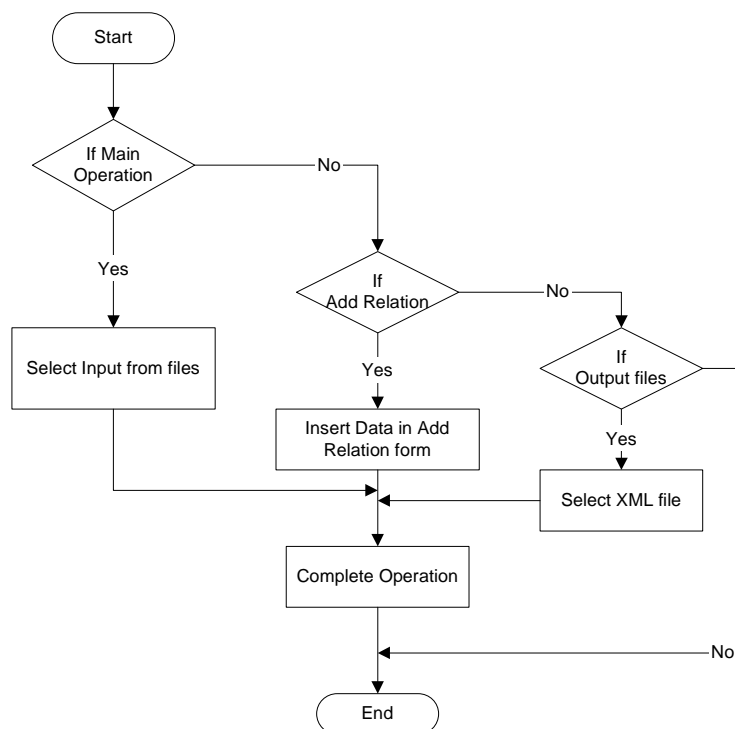 Start
If Main
Operation
No
Yes
If
Add Relation
No
Select Input from files
Yes
If
Output files
Insert Data in Add
Relation form
Yes
Select XML file
Complete Operation
No
End